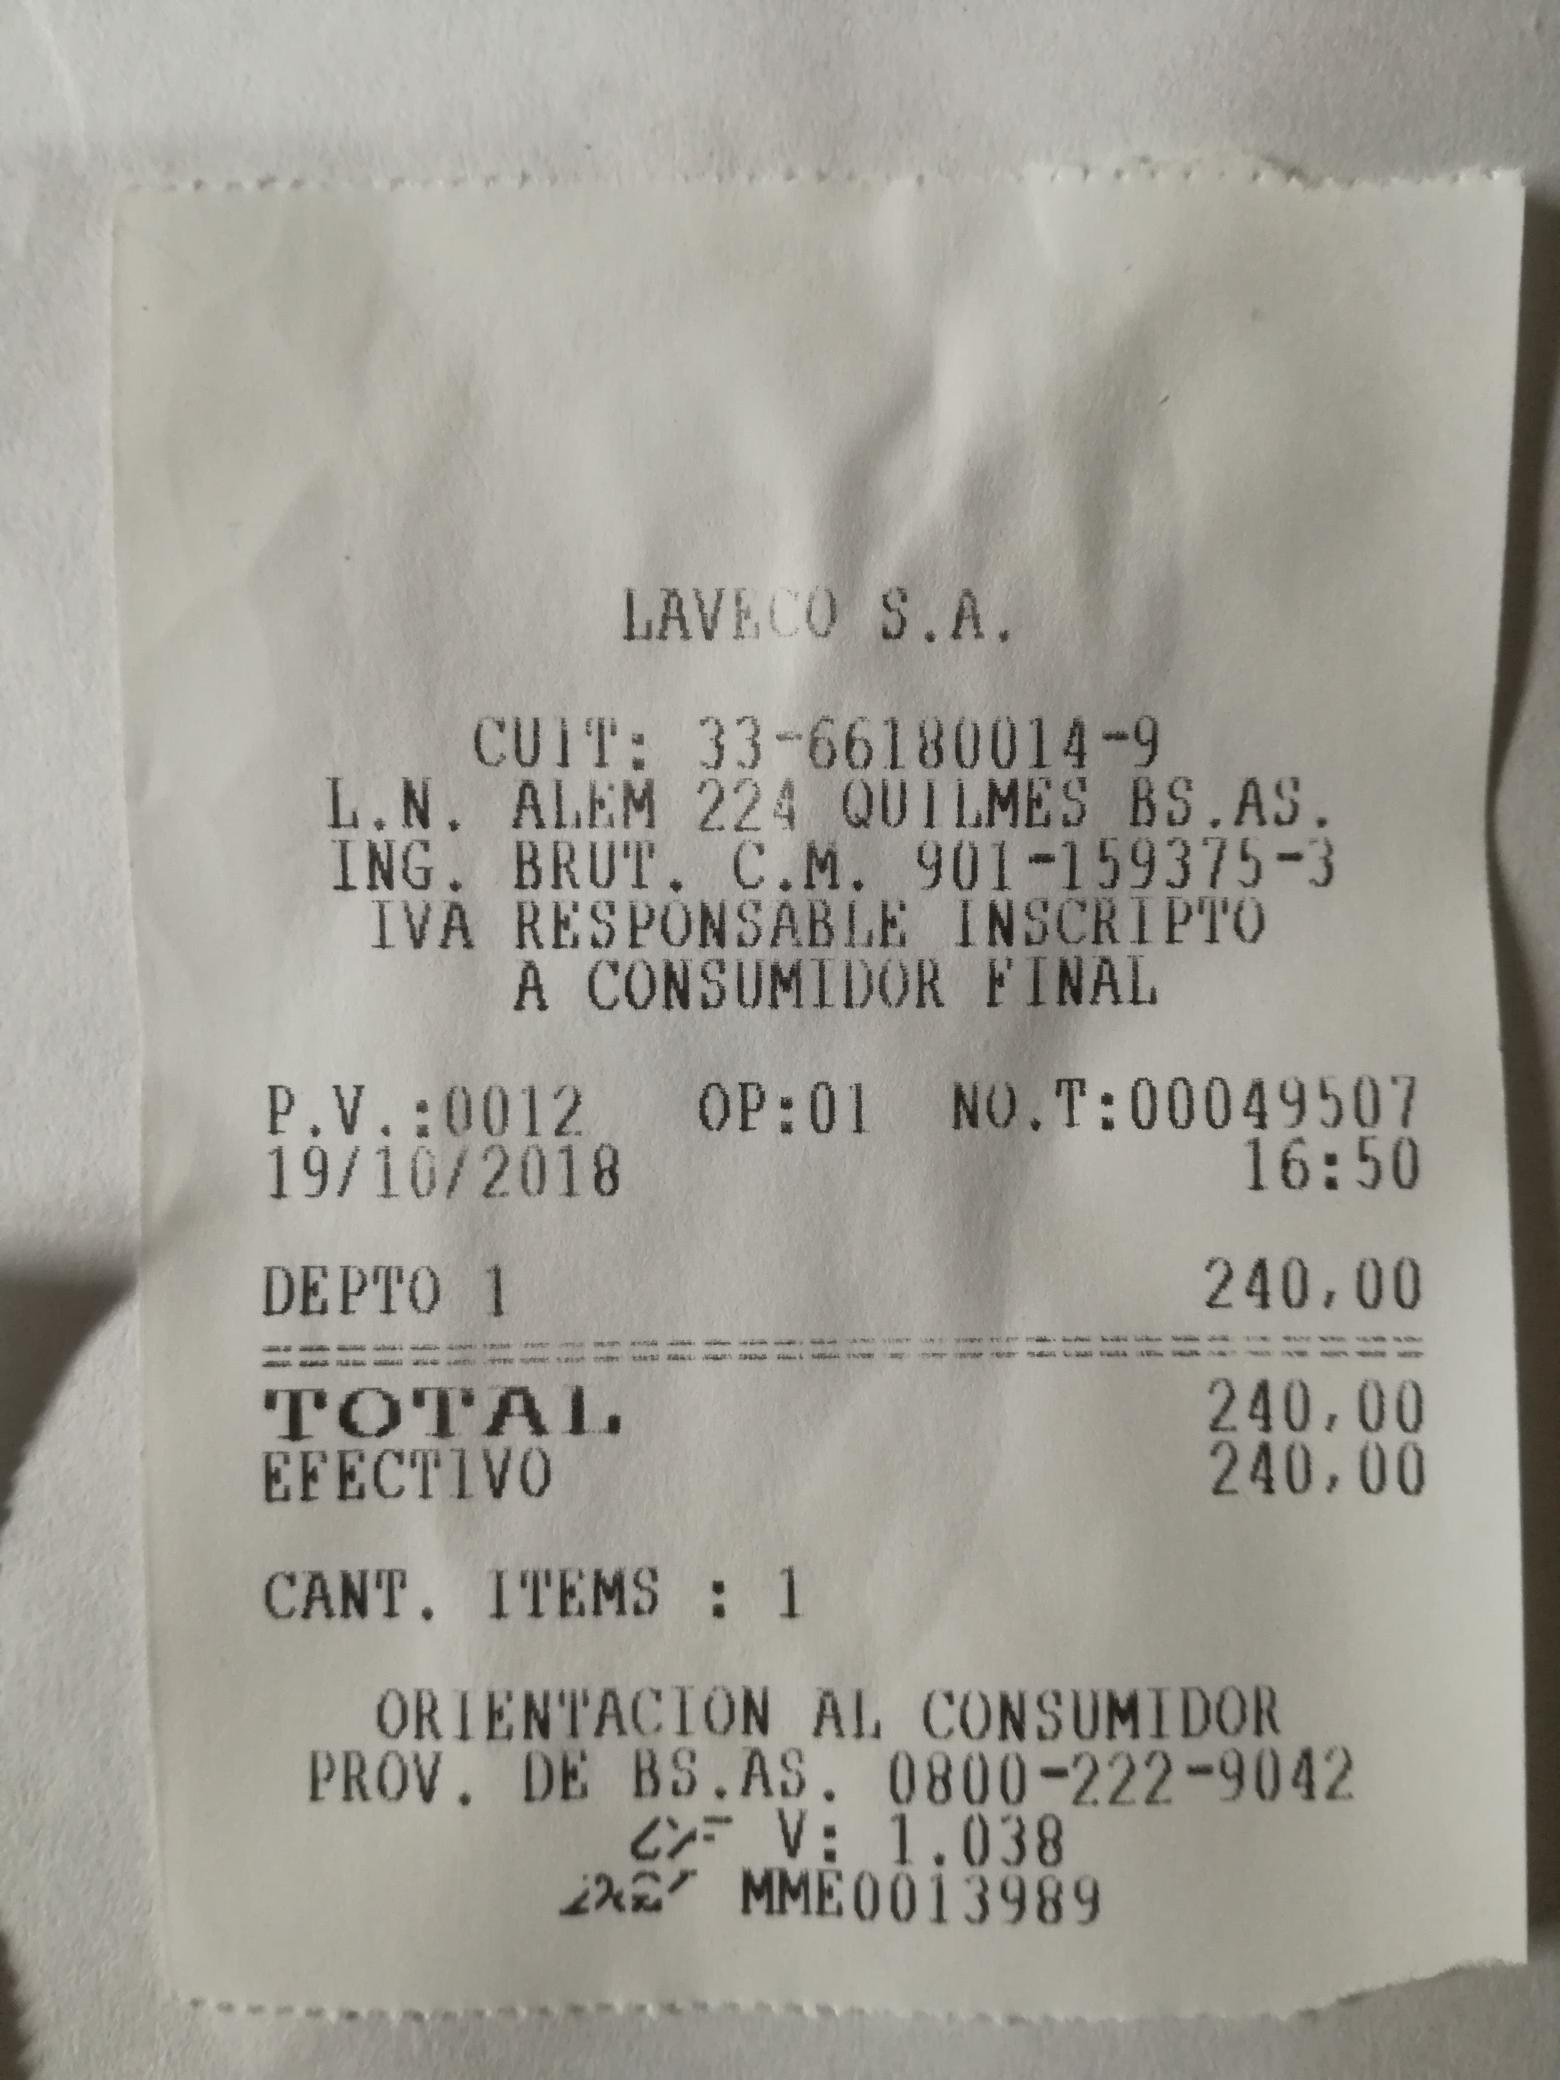 LAVECO S.A.
CUIT: 33-66180014-9
L.N. ALEM 224 QUILMES BS.AS.
ING. BRUT. C.M. 901-159375-3
IVA RESPONSABLE INSCRIPTO
A CONSUMIDOR FINAL
P.V.:0012 OP:01 NO.T:00049507
19/10/2018 16:50
DEPTO 1 240,00
TOTAL 240,00
EFECTIVO 240,00
CANT. ITEMS : 1
ORIENTACION AL CONSUMIDOR
PROV. DE BS.AS. 0800-222-9042
V: 1.038
MME0013989